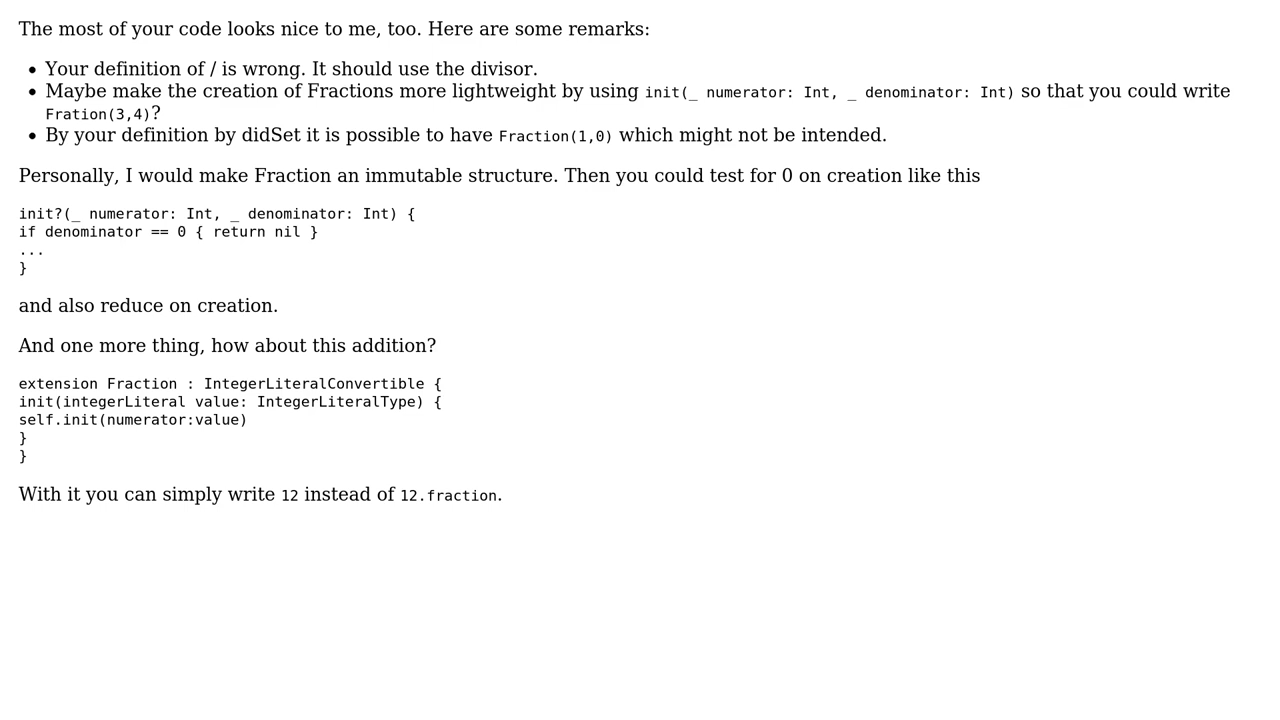 The most of your code looks nice to me, too. Here are some remarks:
• Your definition of / is wrong. It should use the divisor.
• Maybe make the creation of Fractions more lightweight by using init(_ numerator: Int, _ denominator: Int) so that you could write
Fration(3,4)?
• By your definition by didSet it is possible to have Fraction(1,0) which might not be intended.
Personally, I would make Fraction an immutable structure. Then you could test for 0 on creation like this
init?(_ numerator: Int, _ denominator: Int) {
if denominator == 0 { return nil }
...
}
and also reduce on creation.
And one more thing, how about this addition?
extension Fraction : IntegerLiteralConvertible {
init(integerLiteral value: IntegerLiteralType) {
self.init(numerator:value)
}
}
With it you can simply write 12 instead of 12.fraction.